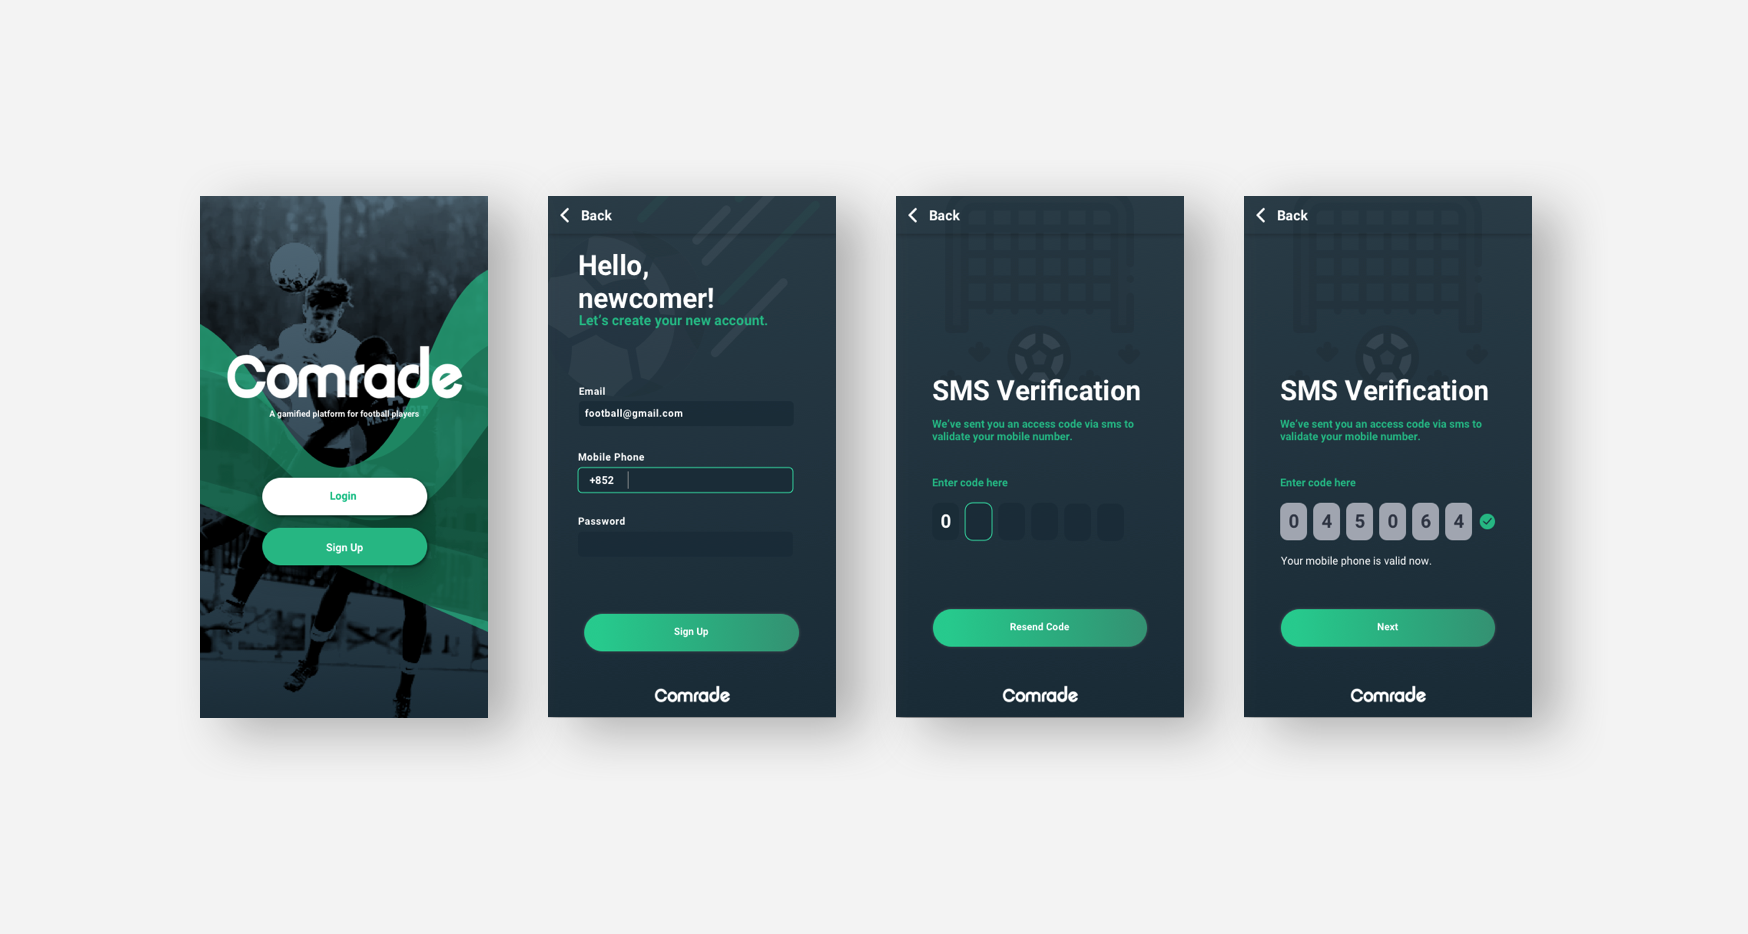 Comrade
A gamified platform for football players
Login
Sign Up
Back
Hello,
newcomer!
Let's create your new account.
Email
football@gmail.com
Mobile Phone
+852
Password
Sign Up
Comrade
Back
SMS Verification
We've sent you an access code via sms to
validate your mobile number.
Enter code here
0
Resend Code
Comrade
Back
SMS Verification
We've sent you an access code via sms to
validate your mobile number.
Enter code here
0 4 5 0 6 4
Your mobile phone is valid now.
Next
Comrade